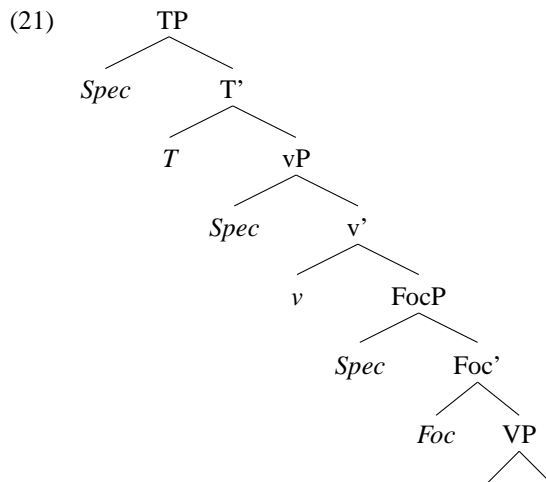 (21) TP
Spec T’
T vP
Spec v’
v FocP
Spec Foc’
Foc VP